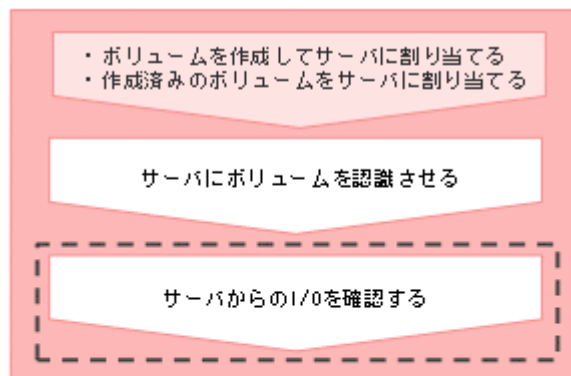 ・ボリュームを作成してサーバに割り当てる
・作成済みのボリュームをサーバに割り当てる
サーバにボリュームを認識させる
サーバからのI/Oを確認する